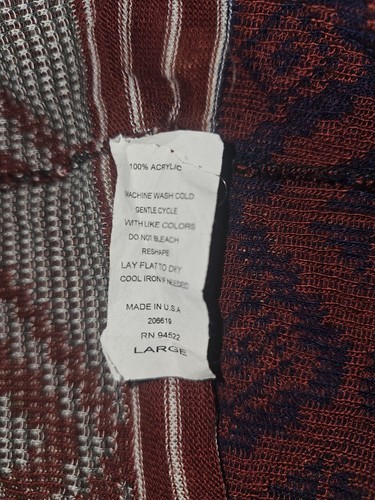 100% ACRYLIC
MACHINE WASH COLD
GENTLE CYCLE
WITH LIKE COLORS
DO NOT BLEACH
RESHAPE
LAY FLAT TO DRY
COOL IRON IF NEEDED
MADE IN U.S.A
206619
RN 94522
LARGE